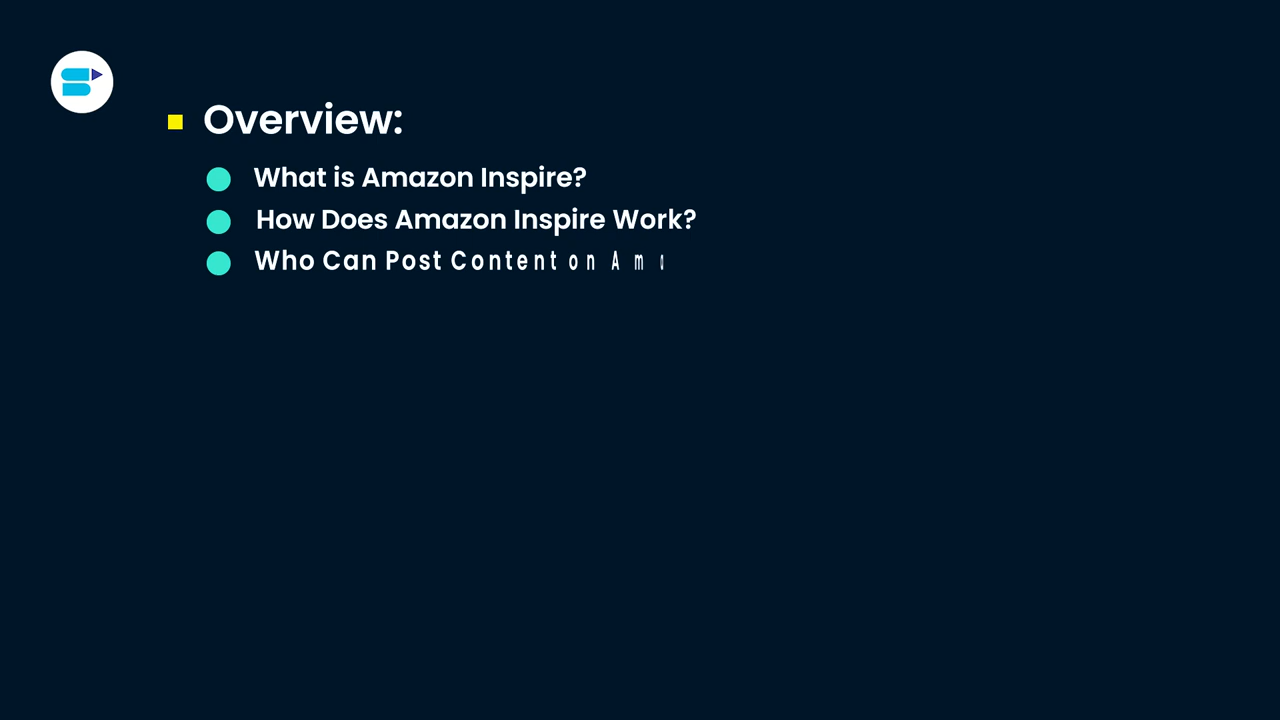 Overview:
What is Amazon Inspire?
How Does Amazon Inspire Work?
Who Can Post Content on